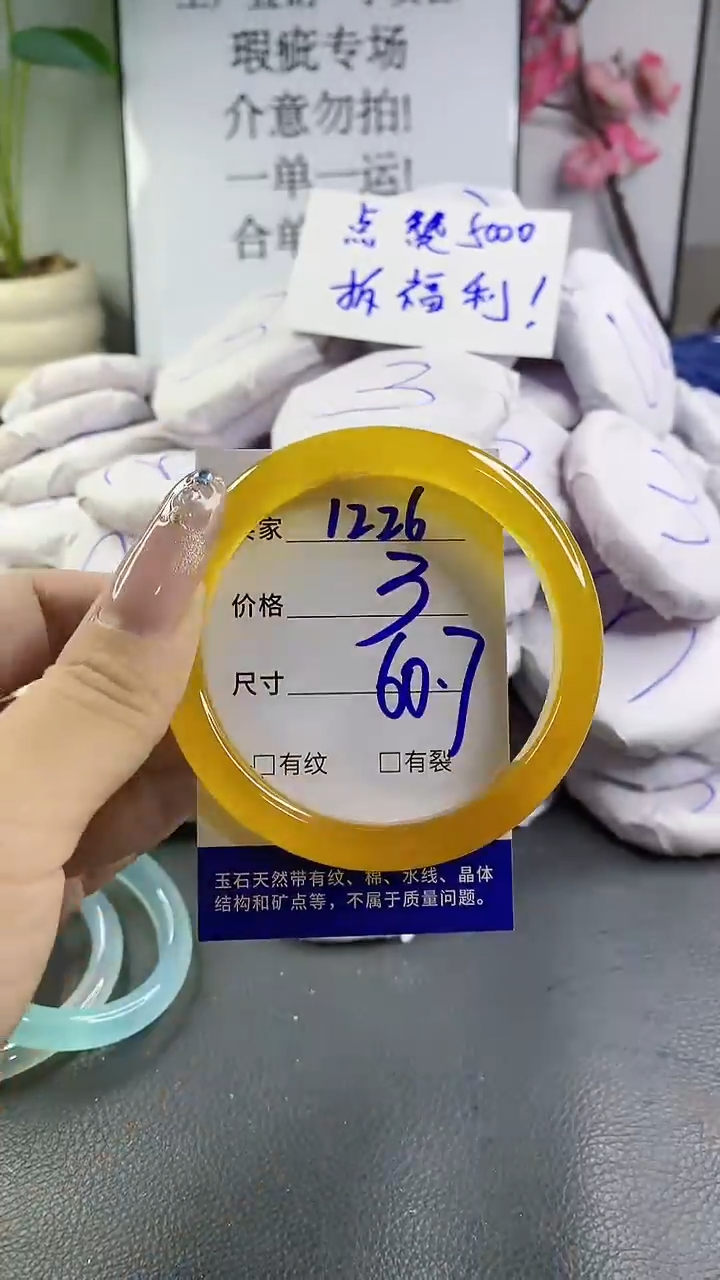 瑕疵专场
介意勿拍!
一单一运!
合单
点赞5000
拆福利!
3
家 1226
价格 3
尺寸 60.7
□有纹 □有裂
玉石天然带有纹、棉、水线、晶体
结构和矿点等，不属于质量问题。